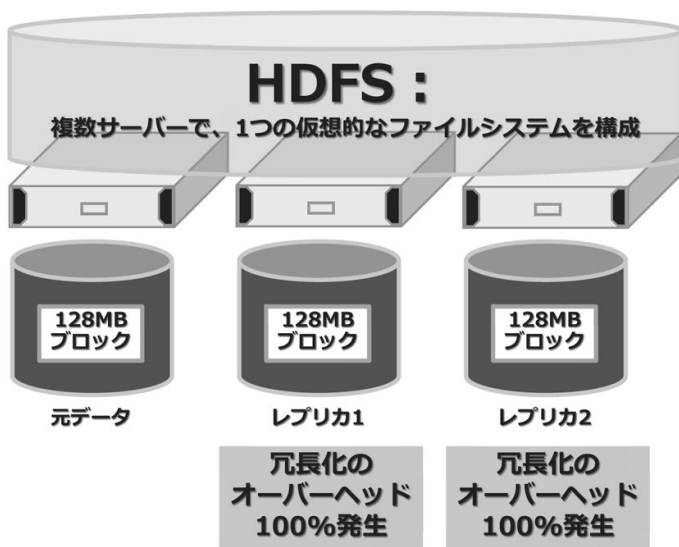 HDFS：
複数サーバーで、1つの仮想的なファイルシステムを構成
128MB
ブロック
128MB
ブロック
128MB
ブロック
元データ
レプリカ1
レプリカ2
冗長化の
オーバーヘッド
100%発生
冗長化の
オーバーヘッド
100%発生